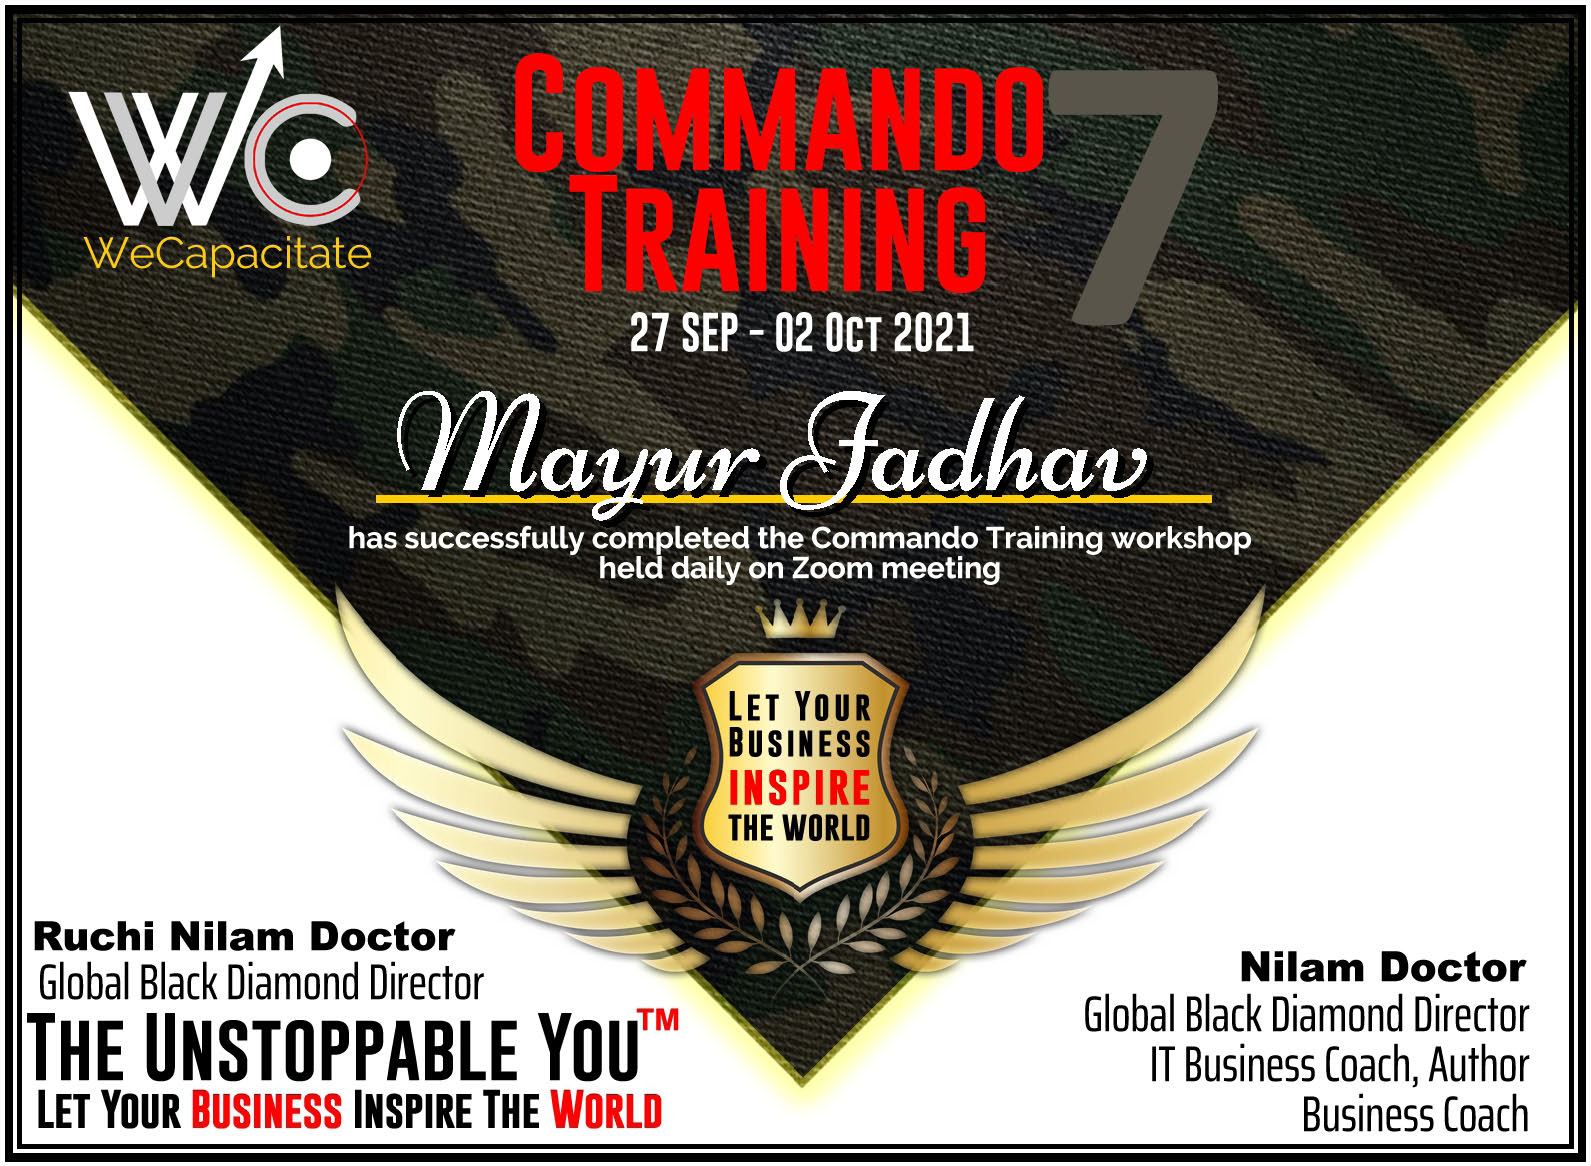 WC
WeCapacitate
COMMANDO
TRAINING
7
27 SEP - 02 OCT 2021
Mayur Jadhav
has successfully completed the Commando Training workshop
held daily on Zoom meeting
LET YOUR
BUSINESS
INSPIRE
THE WORLD
Ruchi Nilam Doctor
Global Black Diamond Director
THE UNSTOPPABLE YOU™
LET YOUR BUSINESS INSPIRE THE WORLD
Nilam Doctor
Global Black Diamond Director
IT Business Coach, Author
Business Coach